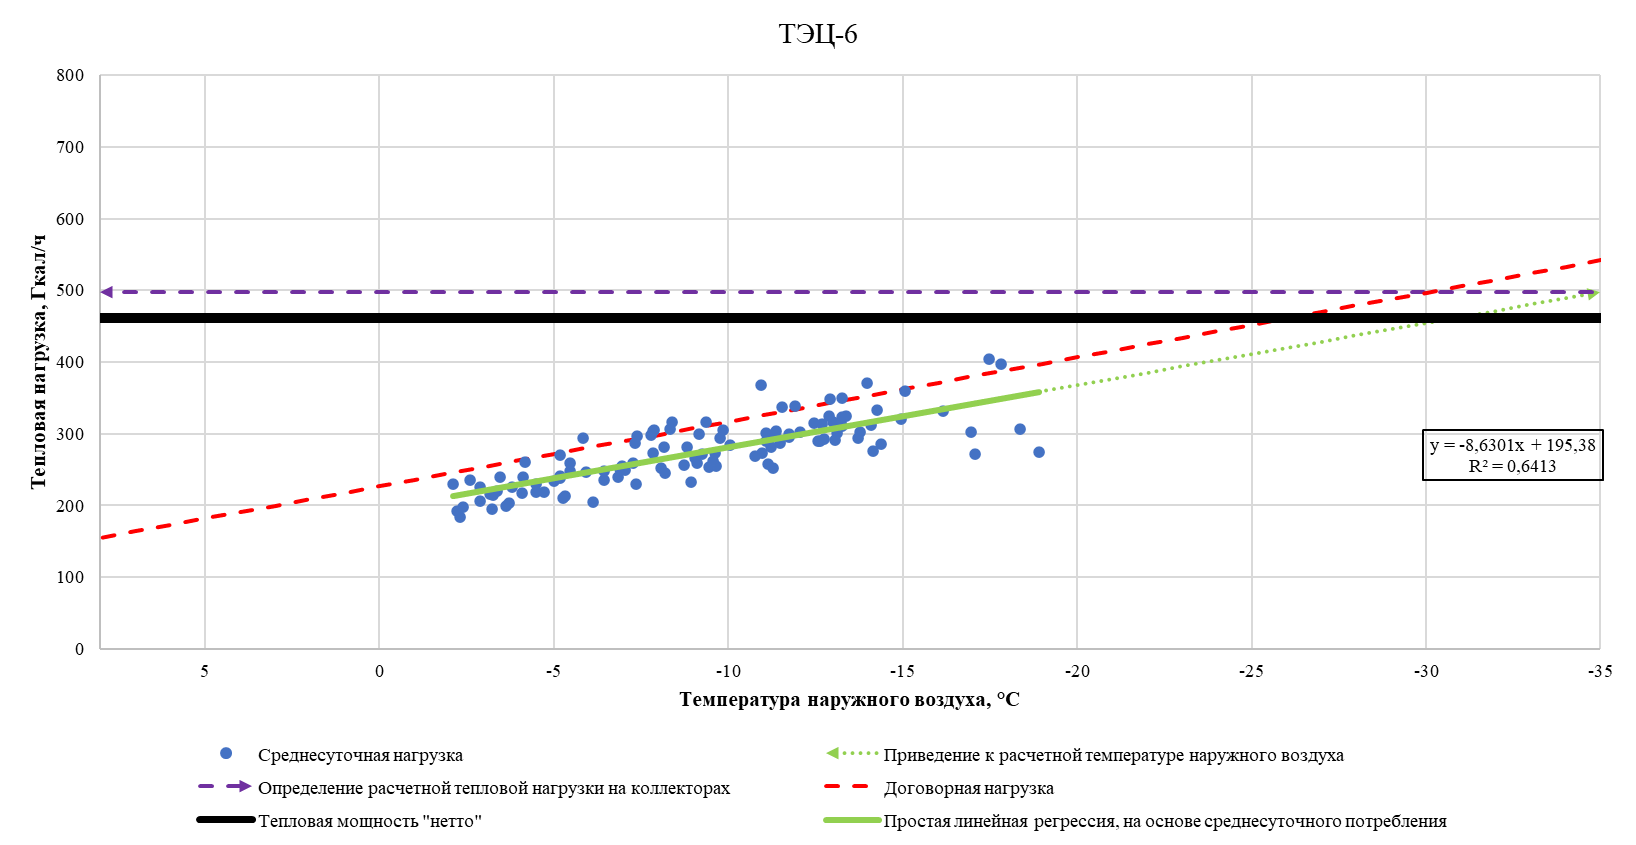 ТЭЦ-6
800
700
600
500
400
300
200
100
0
Тепловая нагрузка, Гкал/ч
y = -8,6301x + 195,38
R² = 0,6413
5 0 -5 -10 -15 -20 -25 -30 -35
Температура наружного воздуха, °С
Среднесуточная нагрузка
Приведение к расчетной температуре наружного воздуха
Определение расчетной тепловой нагрузки на коллекторах
Договорная нагрузка
Тепловая мощность "нетто"
Простая линейная регрессия, на основе среднесуточного потребления